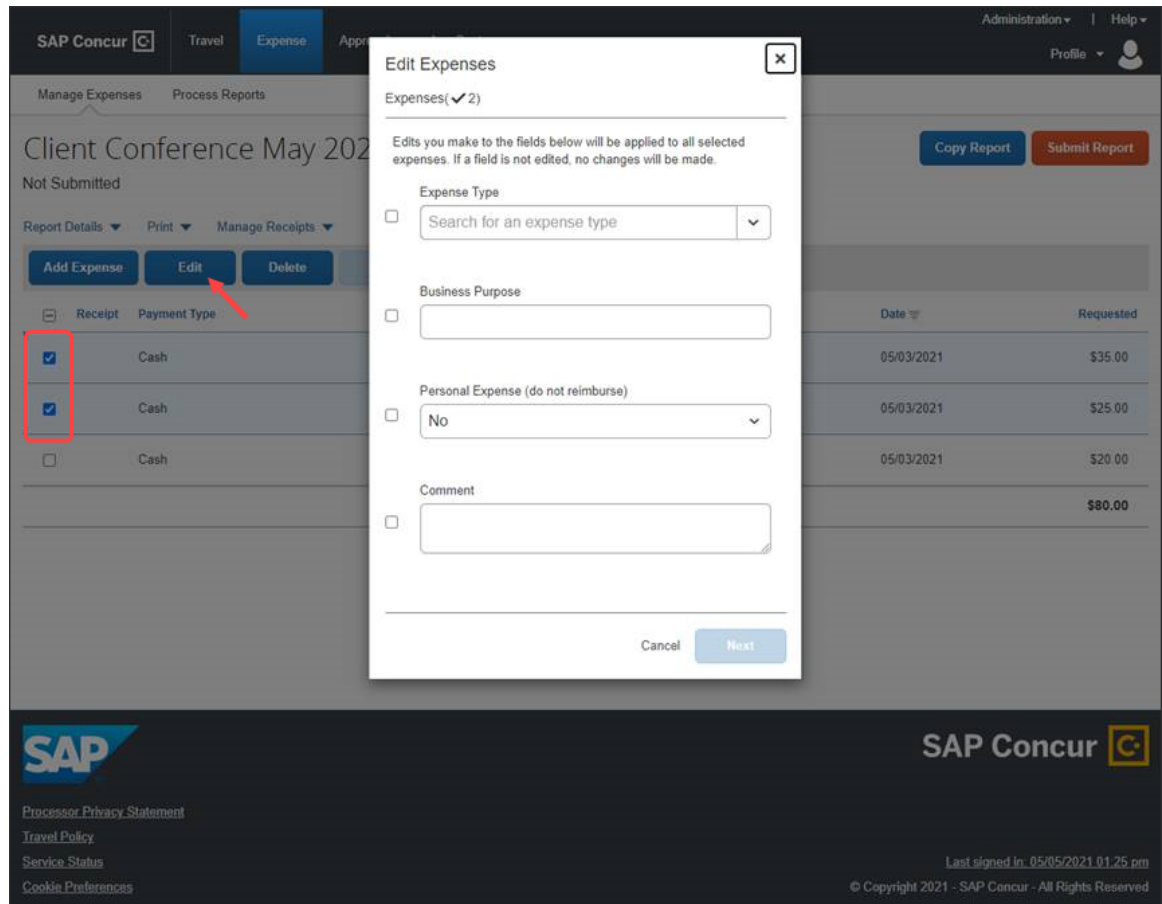 Administration | Help
SAP Concur C Travel Expense Appr
Profile
Manage Expenses Process Reports
Client Conference May 202
Not Submitted
Copy Report Submit Report
Report Details Print Manage Receipts
Add Expense Edit Delete
Receipt Payment Type Date Requested
Cash 05/03/2021 $35.00
Cash 05/03/2021 $25.00
Cash 05/03/2021 $20.00
$80.00
Edit Expenses
Expenses(✔2)
Edits you make to the fields below will be applied to all selected
expenses. If a field is not edited, no changes will be made.
Expense Type
Search for an expense type
Business Purpose
Personal Expense (do not reimburse)
No
Comment
Cancel Next
SAP
SAP Concur C
Processor Privacy Statement
Travel Policy
Service Status
Cookie Preferences
Last signed in: 05/05/2021 01:25 pm
© Copyright 2021 - SAP Concur - All Rights Reserved